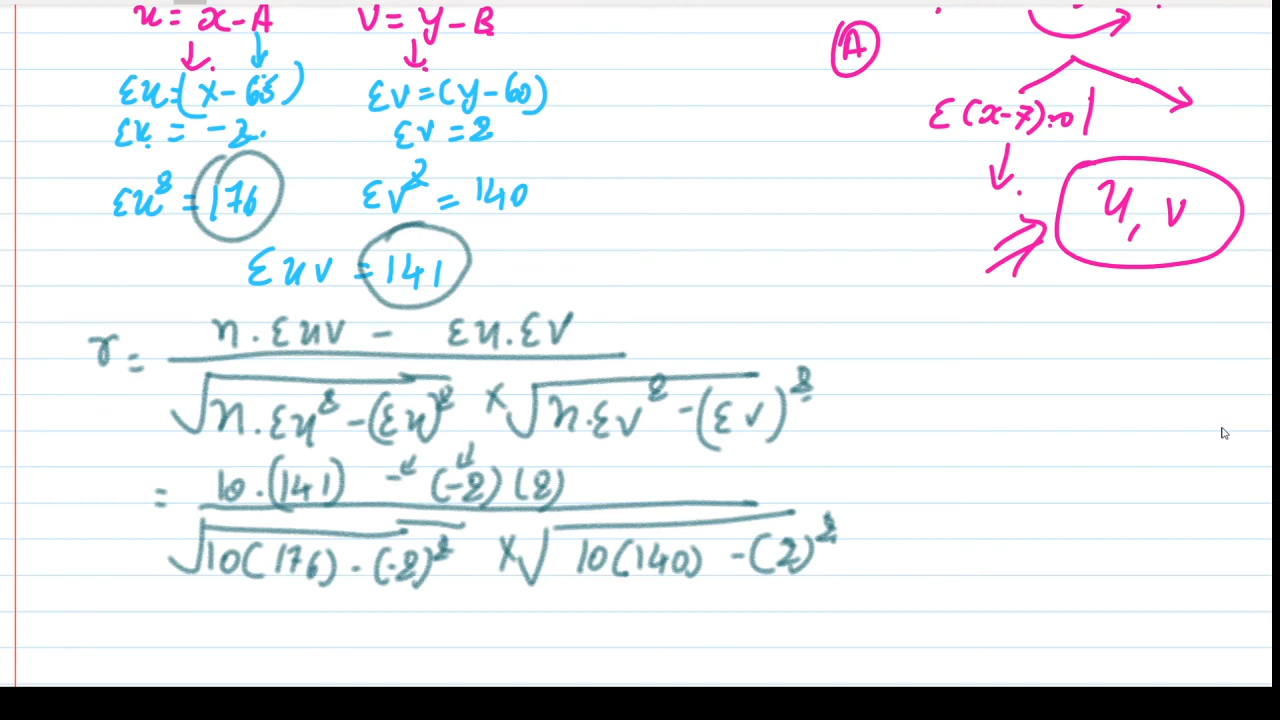 u = x - A    V = y - B
Σu = (x - 65)    ΣV = (y - 60)
Σu = -2.    ΣV = 2
Σu² = 176    ΣV² = 140
ΣuV = 141
r = n.ΣuV - Σu.ΣV
√n.Σu² - (Σu)² × √n.ΣV² - (ΣV)²
= 10.(141) - (-2)(2)
√10(176) - (-2)² × √10(140) - (2)²
A
Σ(x-7)=0
u, v